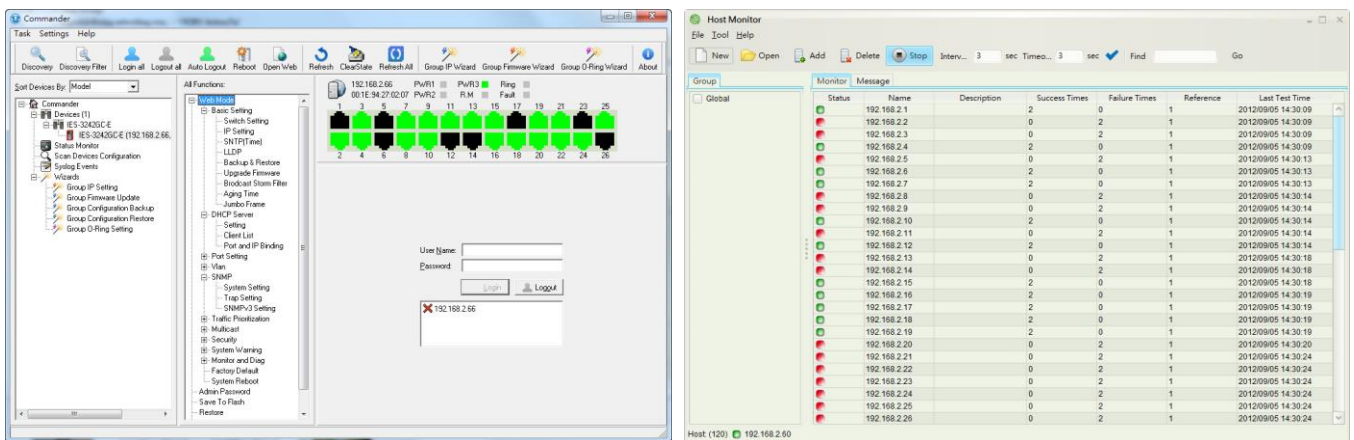 Commander
Task Settings Help
Discovery Discovery Filter Login all Logout all Auto Logout Reboot Open Web Refresh ClearState Refresh All Group IP Wizard Group Firmware Wizard Group O-Ring Wizard About
Sort Devices By: Model
Commander
Devices (1)
IES-3242GC-E
IES-3242GC-E (192.168.2.66,
Status Monitor
Scan Devices Configuration
Syslog Events
Wizards
Group IP Setting
Group Firmware Update
Group Configuration Backup
Group Configuration Restore
Group O-Ring Setting
All Functions:
Web Mode
Basic Setting
Switch Setting
IP Setting
SNTP(Time)
LLDP
Backup & Restore
Upgrade Firmware
Brodcast Storm Filter
Aging Time
Jumbo Frame
DHCP Server
Setting
Client List
Port and IP Binding
Port Setting
Vlan
SNMP
System Setting
Trap Setting
SNMPv3 Setting
Traffic Prioritization
Multicast
Security
System Warning
Monitor and Diag
Factory Default
System Reboot
Admin Password
Save To Flash
Restore
192.168.2.66 PWR1 PWR3 Ring
00:1E:94:27:02:07 PWR2 R.M Fault
1 3 5 7 9 11 13 15 17 19 21 23 25
2 4 6 8 10 12 14 16 18 20 22 24 26
User Name:
Password:
Login Logout
192.168.2.66
Host Monitor
File Tool Help
New Open Add Delete Stop Interv... 3 sec Timeo... 3 sec Find Go
Group
Global
Monitor Message
Status Name Description Success Times Failure Times Reference Last Test Time
192.168.2.1 2 0 1 2012/09/05 14:30:09
192.168.2.2 0 2 1 2012/09/05 14:30:09
192.168.2.3 0 2 1 2012/09/05 14:30:09
192.168.2.4 2 0 1 2012/09/05 14:30:09
192.168.2.5 0 2 1 2012/09/05 14:30:13
192.168.2.6 2 0 1 2012/09/05 14:30:13
192.168.2.7 2 0 1 2012/09/05 14:30:13
192.168.2.8 0 2 1 2012/09/05 14:30:14
192.168.2.9 0 2 1 2012/09/05 14:30:14
192.168.2.10 2 0 1 2012/09/05 14:30:14
192.168.2.11 0 2 1 2012/09/05 14:30:14
192.168.2.12 2 0 1 2012/09/05 14:30:14
192.168.2.13 0 2 1 2012/09/05 14:30:18
192.168.2.14 0 2 1 2012/09/05 14:30:18
192.168.2.15 2 0 1 2012/09/05 14:30:18
192.168.2.16 2 0 1 2012/09/05 14:30:19
192.168.2.17 2 0 1 2012/09/05 14:30:19
192.168.2.18 2 0 1 2012/09/05 14:30:19
192.168.2.19 2 0 1 2012/09/05 14:30:19
192.168.2.20 0 2 1 2012/09/05 14:30:20
192.168.2.21 0 2 1 2012/09/05 14:30:24
192.168.2.22 0 2 1 2012/09/05 14:30:24
192.168.2.23 0 2 1 2012/09/05 14:30:24
192.168.2.24 0 2 1 2012/09/05 14:30:24
192.168.2.25 0 2 1 2012/09/05 14:30:24
192.168.2.26 0 2 1 2012/09/05 14:30:24
Host: (120) 192.168.2.60